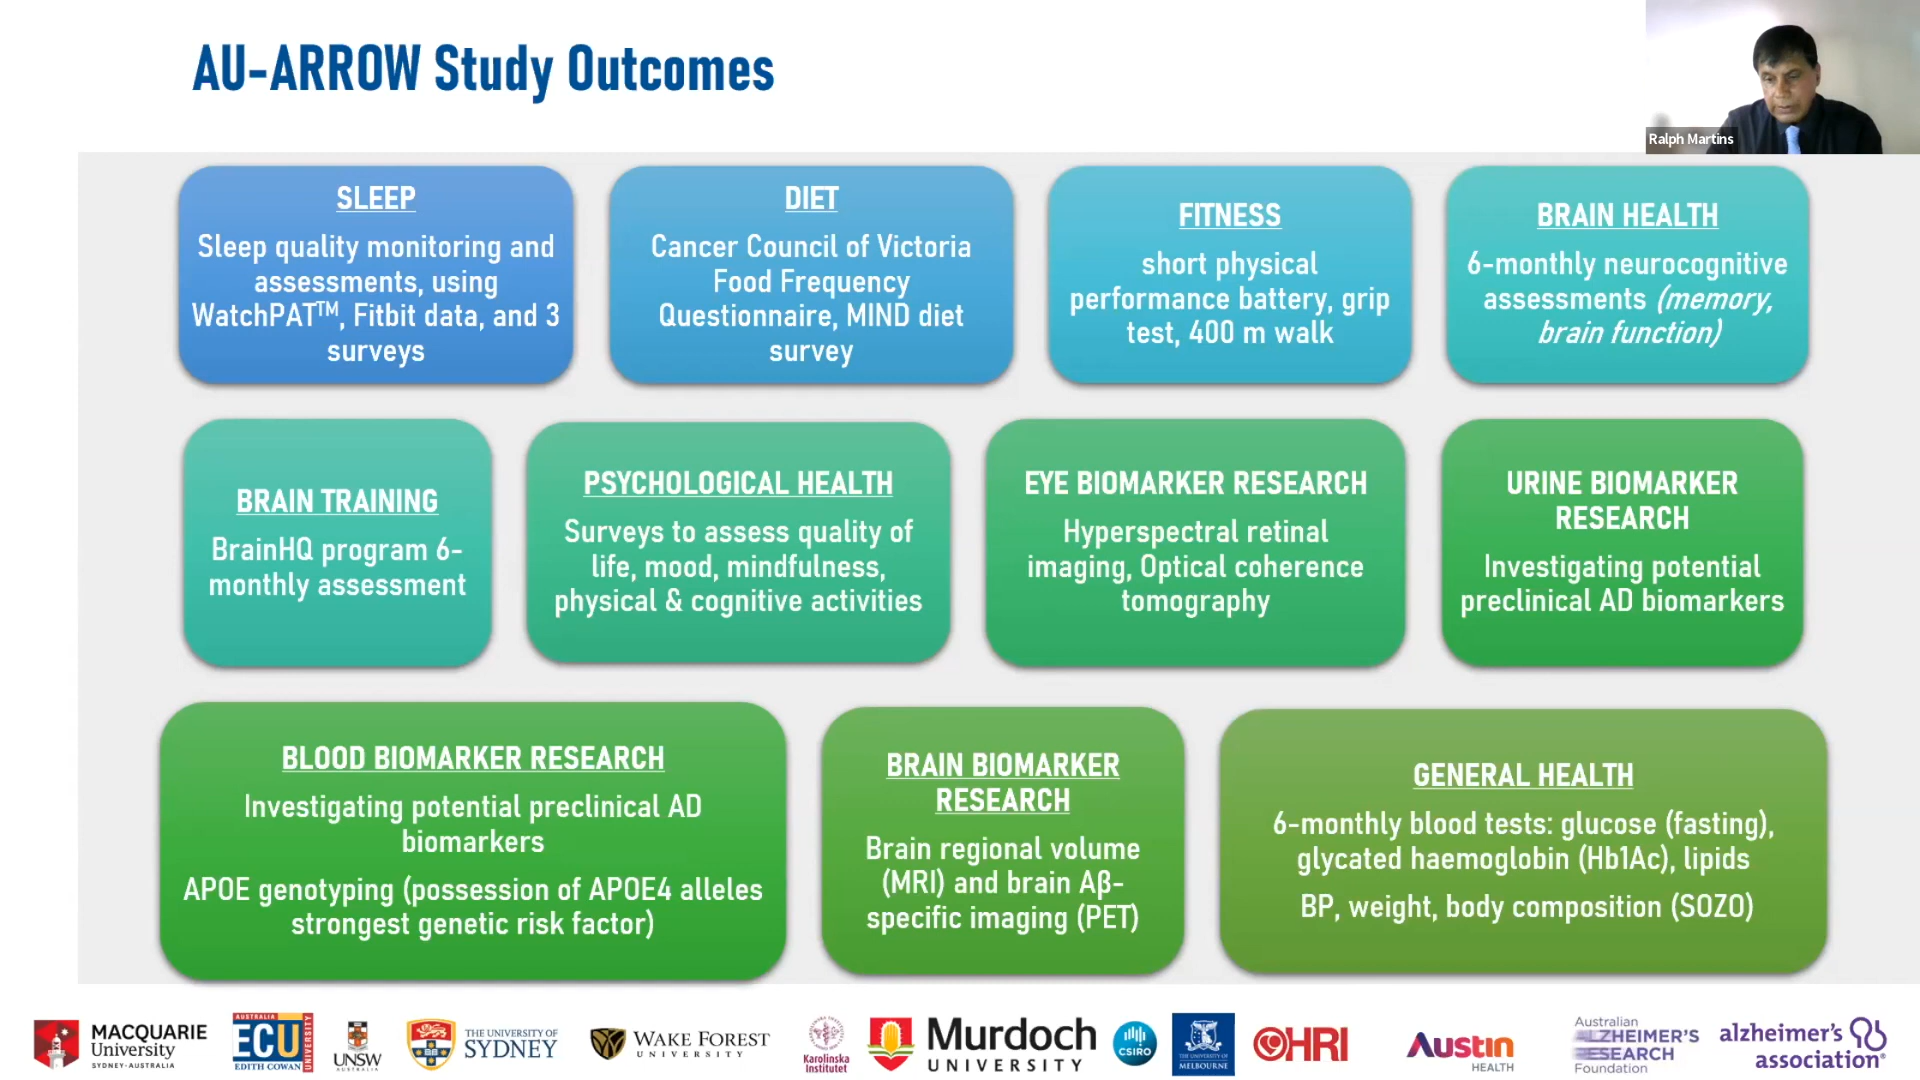 AU-ARROW Study Outcomes
Ralph Martins
SLEEP
Sleep quality monitoring and
assessments, using
WatchPAT™, Fitbit data, and 3
surveys
DIET
Cancer Council of Victoria
Food Frequency
Questionnaire, MIND diet
survey
FITNESS
short physical
performance battery, grip
test, 400 m walk
BRAIN HEALTH
6-monthly neurocognitive
assessments (memory,
brain function)
BRAIN TRAINING
BrainHQ program 6-
monthly assessment
PSYCHOLOGICAL HEALTH
Surveys to assess quality of
life, mood, mindfulness,
physical & cognitive activities
EYE BIOMARKER RESEARCH
Hyperspectral retinal
imaging, Optical coherence
tomography
URINE BIOMARKER
RESEARCH
Investigating potential
preclinical AD biomarkers
BLOOD BIOMARKER RESEARCH
Investigating potential preclinical AD
biomarkers
APOE genotyping (possession of APOE4 alleles
strongest genetic risk factor)
BRAIN BIOMARKER
RESEARCH
Brain regional volume
(MRI) and brain Aβ-
specific imaging (PET)
GENERAL HEALTH
6-monthly blood tests: glucose (fasting),
glycated haemoglobin (Hb1Ac), lipids
BP, weight, body composition (SOZO)
MACQUARIE
University
SYDNEY·AUSTRALIA
AUSTRALIA
ECU
UNIVERSITY
EDITH COWAN
UNSW
AUSTRALIA
THE UNIVERSITY OF
SYDNEY
WAKE FOREST
UNIVERSITY
Karolinska
Institutet
Murdoch
UNIVERSITY
CSIRO
THE UNIVERSITY OF
MELBOURNE
HRI
Austin
HEALTH
Australian
ALZHEIMER'S
RESEARCH
Foundation
alzheimer's
association®